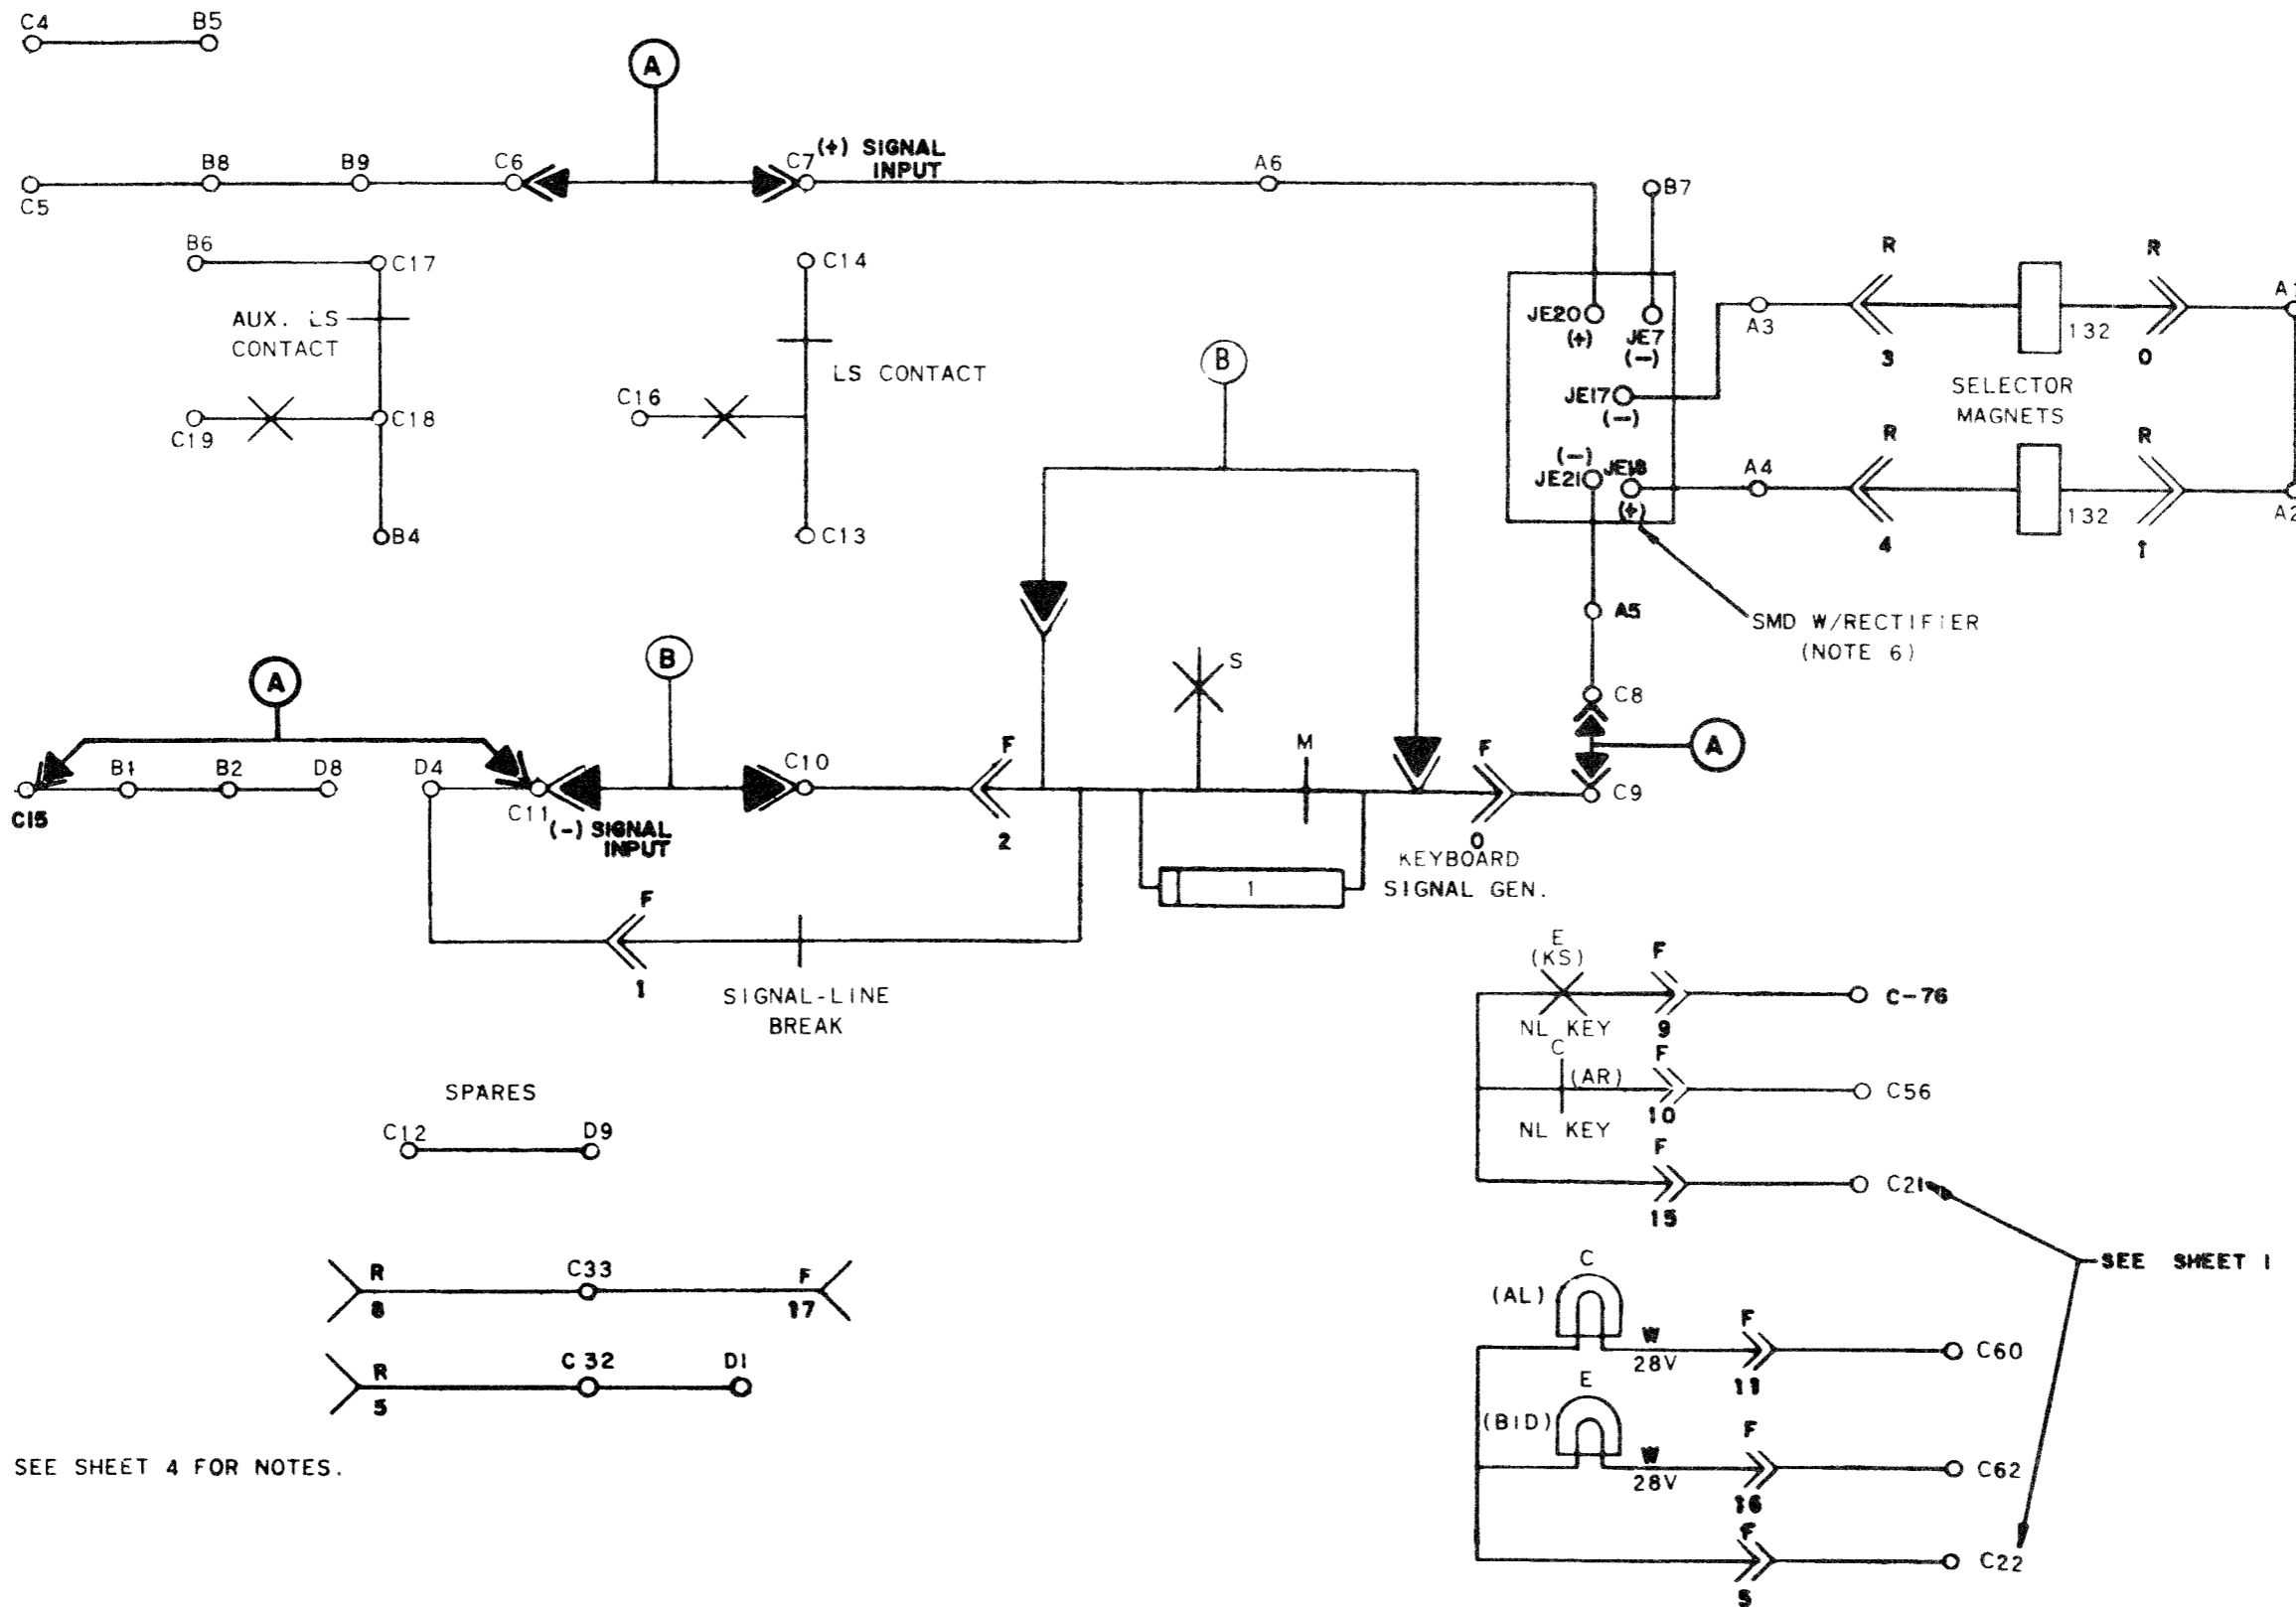 C4 B5
A
C5 B8 B9 C6 C7 (+) SIGNAL INPUT A6 B7
B6 C17
AUX. LS
CONTACT
C19 C18
B4
C14
LS CONTACT
C16
C13
B
JE20
(+)
JE7
(-)
JE17
(-)
(-)
JE21
JE18
(+)
A3
R
3
132
R
0
SELECTOR
MAGNETS
A4
R
4
132
R
1
A2
A5
SMD W/RECTIFIER
(NOTE 6)
C8
A
C9
A
C15 B1 B2 D8 D4 C11
(-) SIGNAL
INPUT
B
C10
F
2
S
M
F
0
1
KEYBOARD
SIGNAL GEN.
F
1
SIGNAL-LINE
BREAK
E
(KS)
F
C-76
NL KEY
9
C
(AR)
F
C56
10
NL KEY
F
C21
15
SPARES
C12 D9
R
8
C33
F
17
R
5
C32 D1
SEE SHEET 1
C
(AL)
W
28V
F
11
C60
E
(BID)
W
28V
F
16
C62
F
5
C22
SEE SHEET 4 FOR NOTES.